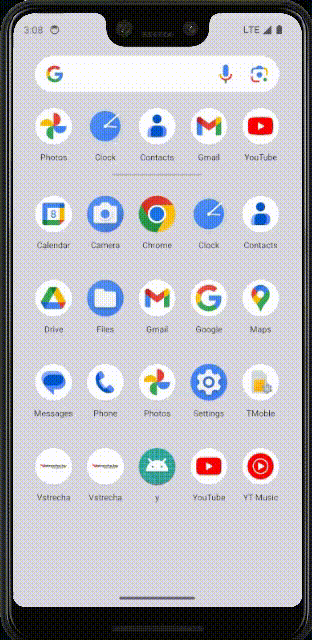 3:08 LTE
Photos Clock Contacts Gmail YouTube
8
Calendar Camera Chrome Clock Contacts
Drive Files Gmail Google Maps
Messages Phone Photos Settings TMoble
Vstrecha Vstrecha y YouTube YT Music